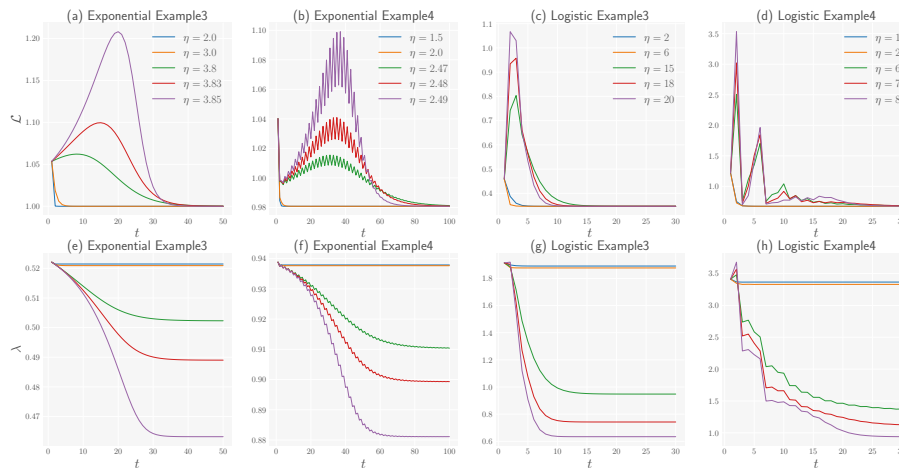 (a) Exponential Example3
(b) Exponential Example4
(c) Logistic Example3
(d) Logistic Example4
ℒ
1.20
1.15
1.10
1.05
1.00
η = 2.0
η = 3.0
η = 3.8
η = 3.83
η = 3.85
0 10 20 30 40 50
t
1.10
1.08
1.06
1.04
1.02
1.00
0.98
η = 1.5
η = 2.0
η = 2.47
η = 2.48
η = 2.49
0 20 40 60 80 100
t
1.1
1.0
0.9
0.8
0.7
0.6
0.5
0.4
η = 2
η = 6
η = 15
η = 18
η = 20
0 5 10 15 20 25 30
t
3.5
3.0
2.5
2.0
1.5
1.0
η = 1
η = 2
η = 6
η = 7
η = 8
0 5 10 15 20 25 30
t
(e) Exponential Example3
(f) Exponential Example4
(g) Logistic Example3
(h) Logistic Example4
λ
0.52
0.51
0.50
0.49
0.48
0.47
0 10 20 30 40 50
t
0.94
0.93
0.92
0.91
0.90
0.89
0.88
0 20 40 60 80 100
t
1.8
1.6
1.4
1.2
1.0
0.8
0.6
0 5 10 15 20 25 30
t
3.5
3.0
2.5
2.0
1.5
1.0
0 5 10 15 20 25 30
t